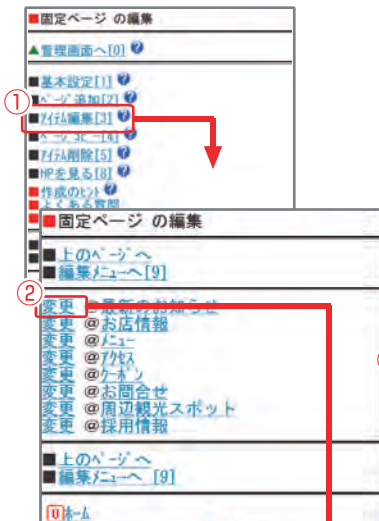 ■固定ページ の編集
▲管理画面へ[0]
①
■基本設定[1]
■ﾍﾟｰｼﾞ追加[2]
■ｱｲﾃﾑ編集[3]
■ﾍﾟｰｼﾞｺﾋﾟｰ[4]
■ｱｲﾃﾑ削除[5]
■HPを見る[8]
■作成のﾋﾝﾄ
■よくある質問
■固定ページ の編集
■上のﾍﾟｰｼﾞへ
■編集ﾒﾆｭｰへ[9]
②
変更 @最新のお知らせ
変更 @お店情報
変更 @ﾒﾆｭｰ
変更 @ｱｸｾｽ
変更 @ｸｰﾎﾟﾝ
変更 @お問合せ
変更 @周辺観光スポット
変更 @採用情報
■上のﾍﾟｰｼﾞへ
■編集ﾒﾆｭｰへ [9]
0ﾎｰﾑ